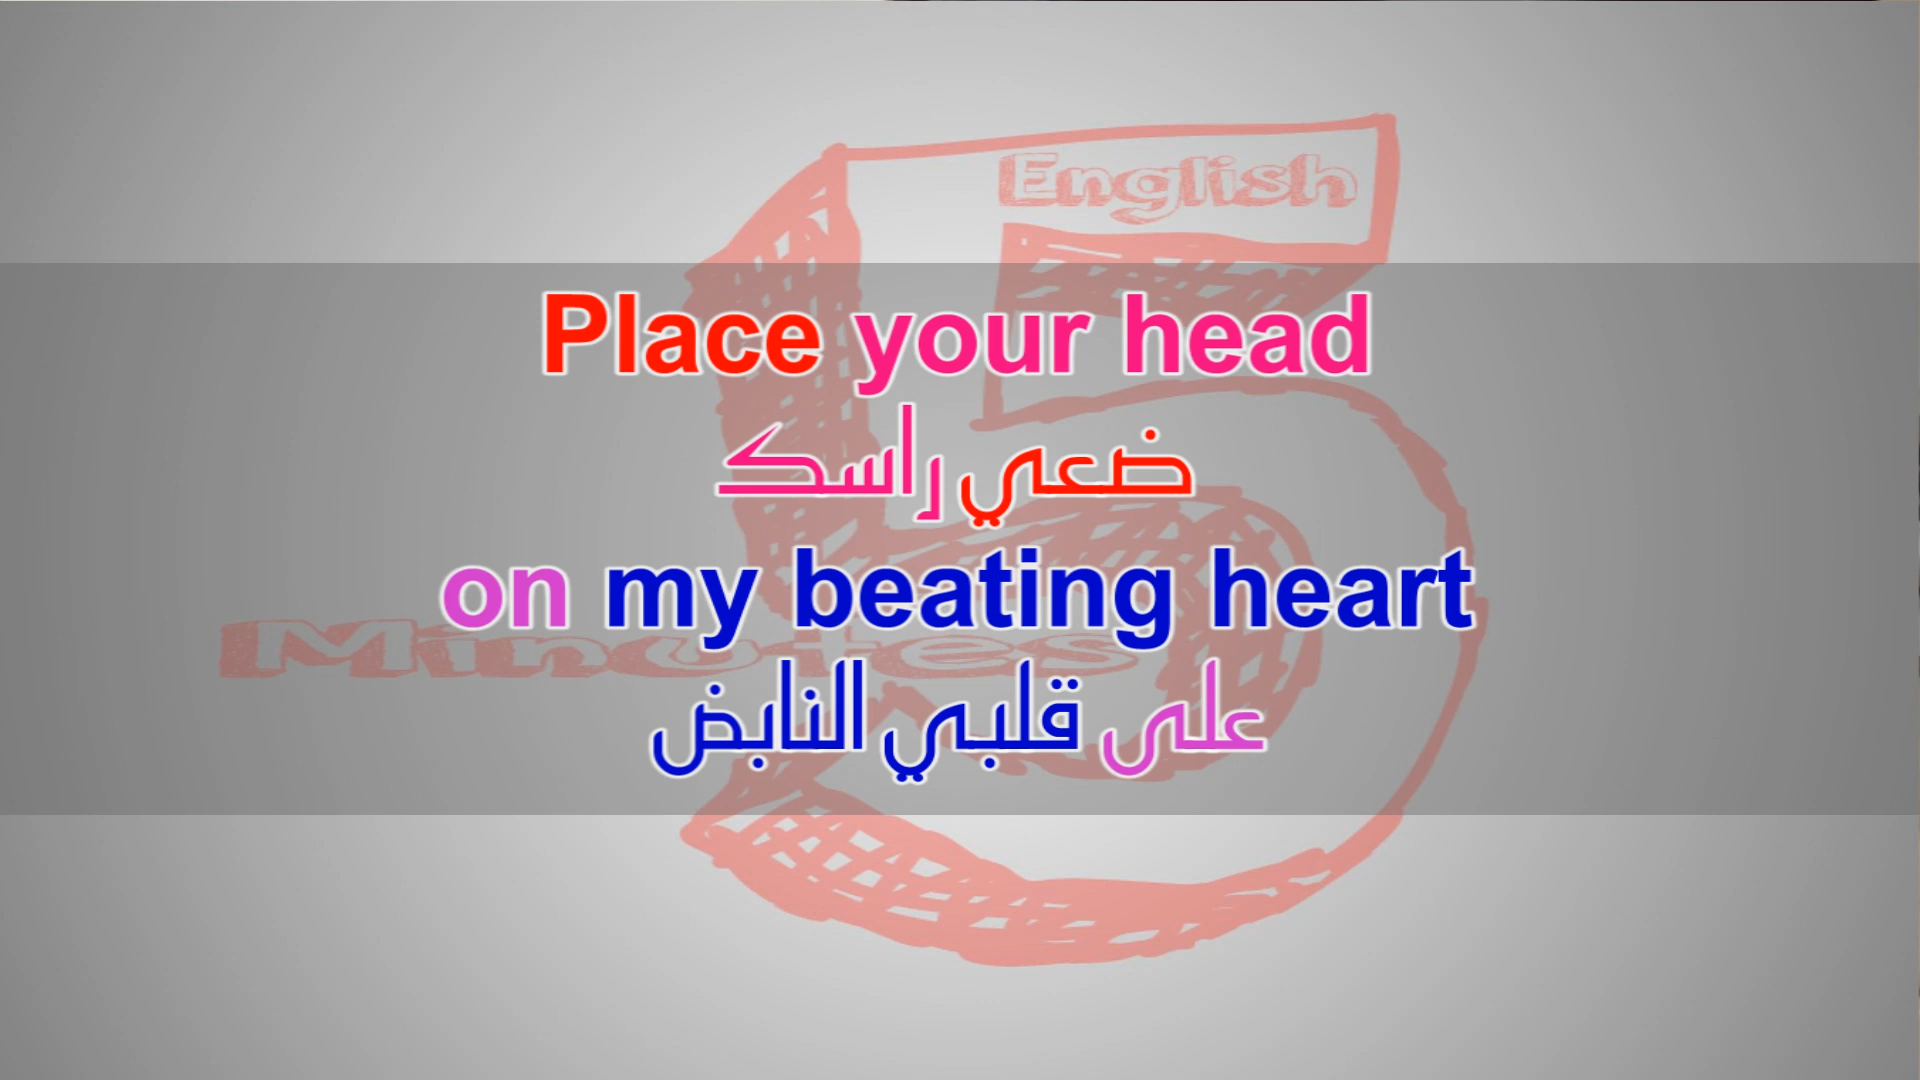 English
Place your head
ضعي راسك
on my beating heart
Minutes
على قلبي النابض